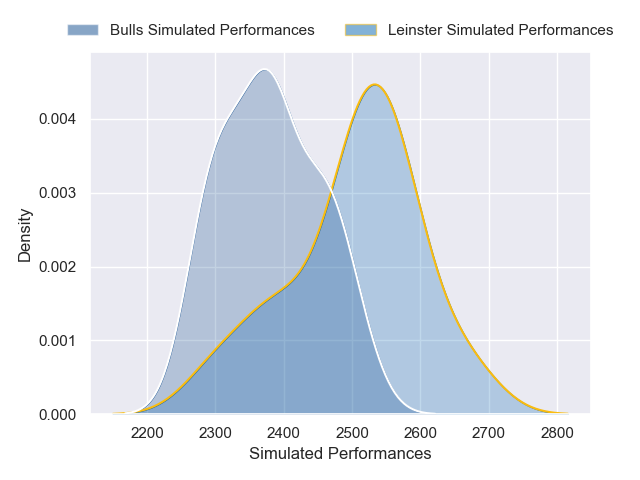 Bulls Simulated Performances Leinster Simulated Performances
0.004
0.003
0.002
0.001
0.000
Density
2200 2300 2400 2500 2600 2700 2800
Simulated Performances